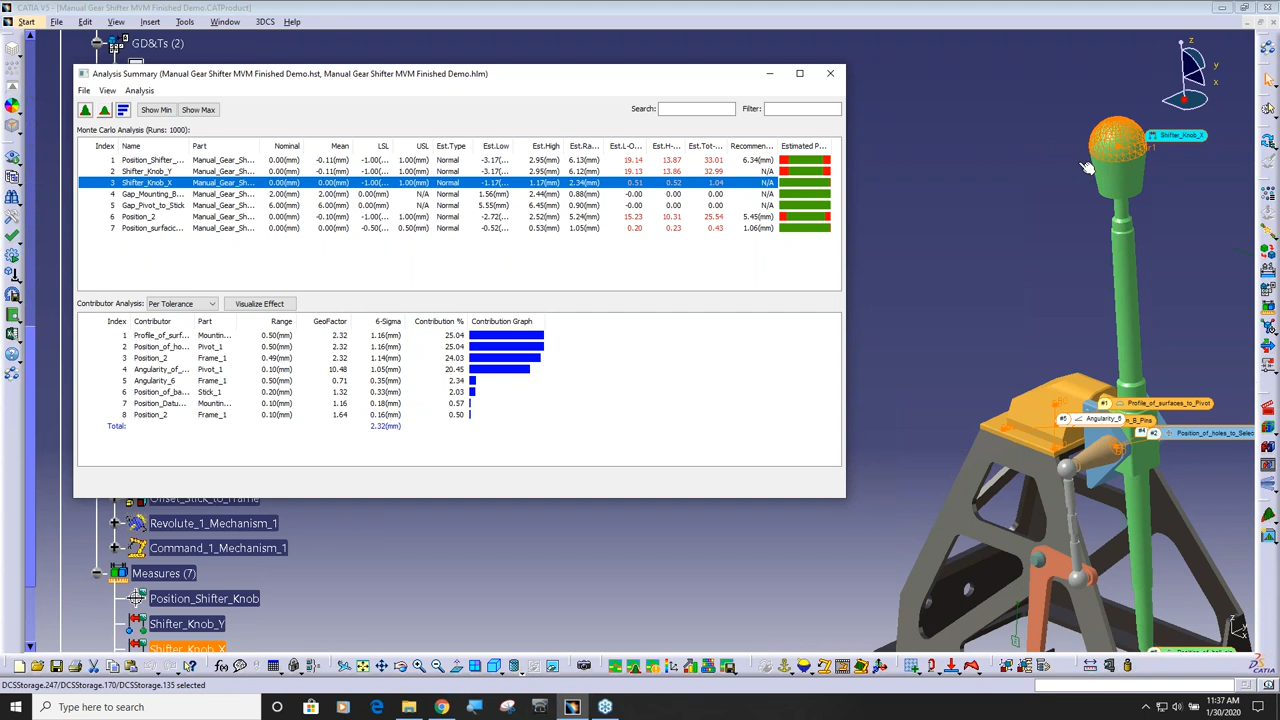 CATIA V5 - [Manual Gear Shifter MVM Finished Demo.CATProduct]
Start File Edit View Insert Tools Window 3DCS Help
GD&Ts (2)
Analysis Summary (Manual Gear Shifter MVM Finished Demo.hst, Manual Gear Shifter MVM Finished Demo.hlm)
File View Analysis
Show Min Show Max Search: Filter:
Monte Carlo Analysis (Runs: 1000):
Index Name Part Nominal Mean LSL USL Est.Type Est.Low Est.High Est.Ra... Est.L-O... Est.H-... Est.Tot-... Recommen... Estimated P...
1 Position_Shifter_... Manual_Gear_Sh... 0.00(mm) -0.11(mm) -1.00(... 1.00(mm) Normal -3.17(... 2.95(mm) 6.13(mm) 19.14 13.87 33.01 6.34(mm)
2 Shifter_Knob_Y Manual_Gear_Sh... 0.00(mm) -0.11(mm) -1.00(... 1.00(mm) Normal -3.17(... 2.95(mm) 6.12(mm) 19.13 13.86 32.99 N/A
3 Shifter_Knob_X Manual_Gear_Sh... 0.00(mm) 0.00(mm) -1.00(... 1.00(mm) Normal -1.17(... 1.17(mm) 2.34(mm) 0.51 0.52 1.04 N/A
4 Gap_Mounting_B... Manual_Gear_Sh... 2.00(mm) 2.00(mm) 0.00(m... N/A Normal 1.56(m... 2.44(mm) 0.88(mm) -0.00 -0.00 N/A
5 Gap_Pivot_to_Stick Manual_Gear_Sh... 6.00(mm) 6.00(mm) 0.00(m... N/A Normal 5.55(m... 6.45(mm) 0.90(mm) -0.00 -0.00 N/A
6 Position_2 Manual_Gear_Sh... 0.00(mm) -0.10(mm) -1.00(... 1.00(mm) Normal -2.72(... 2.52(mm) 5.24(mm) 15.23 10.31 25.54 5.45(mm)
7 Position_surfacic... Manual_Gear_Sh... 0.00(mm) 0.00(mm) -0.50(... 0.50(mm) Normal -0.52(... 0.53(mm) 1.05(mm) 0.20 0.23 0.43 1.06(mm)
Contributor Analysis: Per Tolerance Visualize Effect
Index Contributor Part Range GeoFactor 6-Sigma Contribution % Contribution Graph
1 Profile_of_surf... Mountin... 0.50(mm) 2.32 1.16(mm) 25.04
2 Position_of_ho... Pivot_1 0.50(mm) 2.32 1.16(mm) 25.04
3 Position_2 Frame_1 0.49(mm) 2.32 1.14(mm) 24.03
4 Angularity_of_... Pivot_1 0.10(mm) 10.48 1.05(mm) 20.45
5 Angularity_6 Frame_1 0.50(mm) 0.71 0.35(mm) 2.34
6 Position_of_ba... Stick_1 0.20(mm) 1.32 0.33(mm) 2.03
7 Position_Datu... Mountin... 0.10(mm) 1.16 0.18(mm) 0.57
8 Position_2 Frame_1 0.10(mm) 1.64 0.16(mm) 0.50
Total: 2.32(mm)
Revolute_1_Mechanism_1
Command_1_Mechanism_1
Measures (7)
Position_Shifter_Knob
Shifter_Knob_Y
Shifter_Knob_X
z
y
x
Shifter_Knob_X
#1 Profile_of_surfaces_to_Pivot
#5 Angularity_6 n_B_Pins
#4 #2 Position_of_holes_to_Selec
DCSStorage.247/DCSStorage.170/DCSStorage.135 selected
CATIA
Type here to search
11:37 AM
1/30/2020